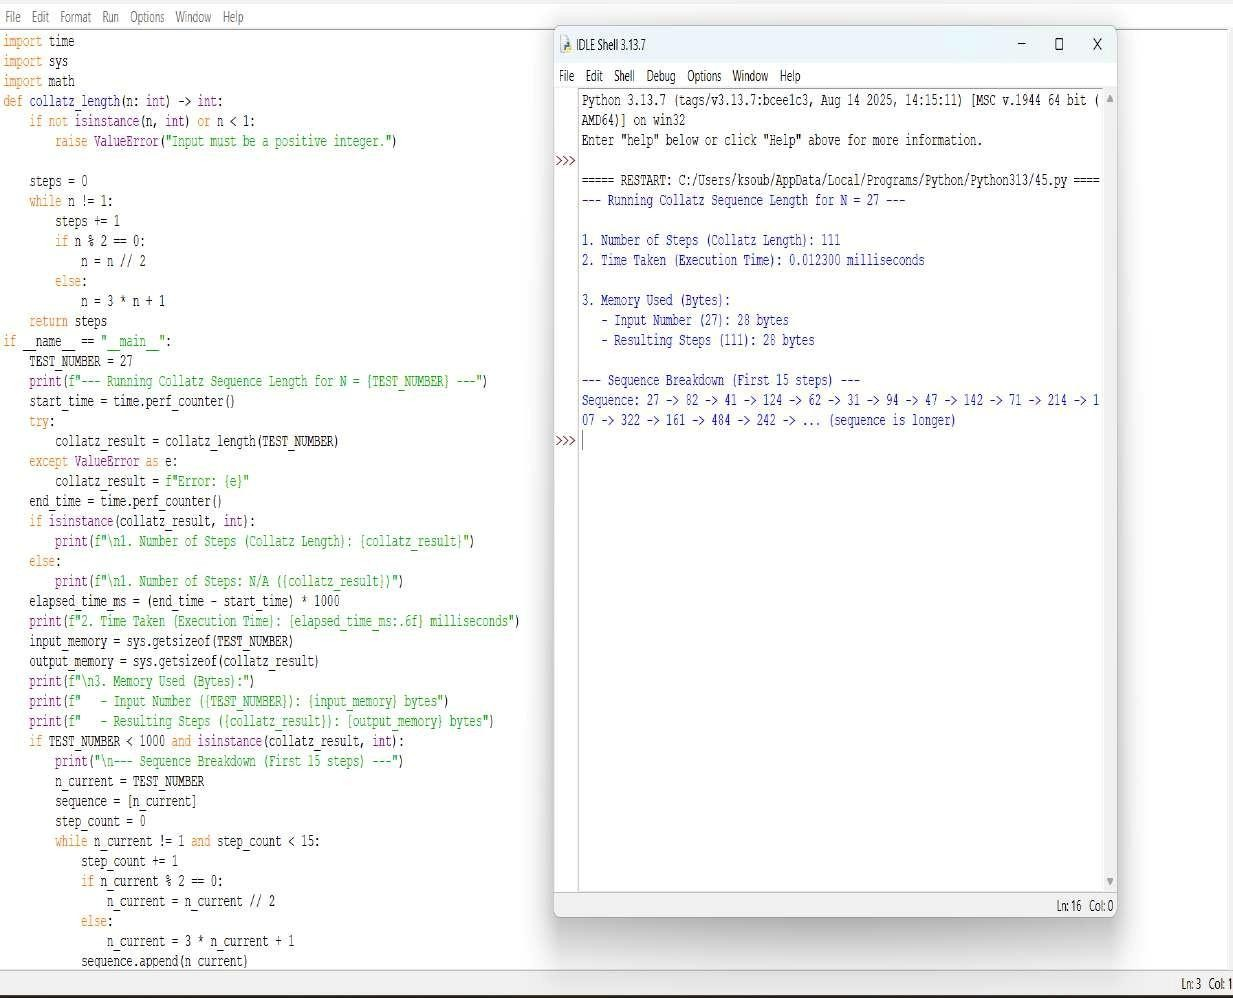 File Edit Format Run Options Window Help
import time
import sys
import math
def collatz_length(n: int) -> int:
    if not isinstance(n, int) or n < 1:
        raise ValueError("Input must be a positive integer.")
    steps = 0
    while n != 1:
        steps += 1
        if n % 2 == 0:
            n = n // 2
        else:
            n = 3 * n + 1
    return steps
if __name__ == "__main__":
    TEST_NUMBER = 27
    print(f"--- Running Collatz Sequence Length for N = {TEST_NUMBER} ---")
    start_time = time.perf_counter()
    try:
        collatz_result = collatz_length(TEST_NUMBER)
    except ValueError as e:
        collatz_result = f"Error: {e}"
    end_time = time.perf_counter()
    if isinstance(collatz_result, int):
        print(f"\n1. Number of Steps (Collatz Length): {collatz_result}")
    else:
        print(f"\n1. Number of Steps: N/A ({collatz_result})")
    elapsed_time_ms = (end_time - start_time) * 1000
    print(f"2. Time Taken (Execution Time): {elapsed_time_ms:.6f} milliseconds")
    input_memory = sys.getsizeof(TEST_NUMBER)
    output_memory = sys.getsizeof(collatz_result)
    print(f"\n3. Memory Used (Bytes):")
    print(f"   - Input Number ({TEST_NUMBER}): {input_memory} bytes")
    print(f"   - Resulting Steps ({collatz_result}): {output_memory} bytes")
    if TEST_NUMBER < 1000 and isinstance(collatz_result, int):
        print("\n--- Sequence Breakdown (First 15 steps) ---")
        n_current = TEST_NUMBER
        sequence = [n_current]
        step_count = 0
        while n_current != 1 and step_count < 15:
            step_count += 1
            if n_current % 2 == 0:
                n_current = n_current // 2
            else:
                n_current = 3 * n_current + 1
            sequence.append(n_current)
Ln: 3 Col: 1
IDLE Shell 3.13.7
File Edit Shell Debug Options Window Help
Python 3.13.7 (tags/v3.13.7:bcee1c3, Aug 14 2025, 14:15:11) [MSC v.1944 64 bit (
AMD64)] on win32
Enter "help" below or click "Help" above for more information.
>>>
===== RESTART: C:/Users/ksoub/AppData/Local/Programs/Python/Python313/45.py ====
--- Running Collatz Sequence Length for N = 27 ---
1. Number of Steps (Collatz Length): 111
2. Time Taken (Execution Time): 0.012300 milliseconds
3. Memory Used (Bytes):
   - Input Number (27): 28 bytes
   - Resulting Steps (111): 28 bytes
--- Sequence Breakdown (First 15 steps) ---
Sequence: 27 -> 82 -> 41 -> 124 -> 62 -> 31 -> 94 -> 47 -> 142 -> 71 -> 214 -> 1
07 -> 322 -> 161 -> 484 -> 242 -> ... (sequence is longer)
>>>
Ln: 16 Col: 0